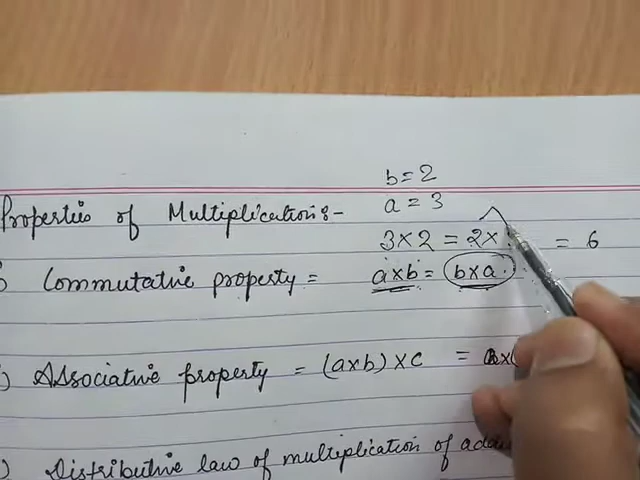 b=2
Properties of Multiplication:- a = 3
3×2 = 2× = 6
Commutative property = a×b = b×a.
Associative property = (a×b)×c =
Distributive law of multiplication of